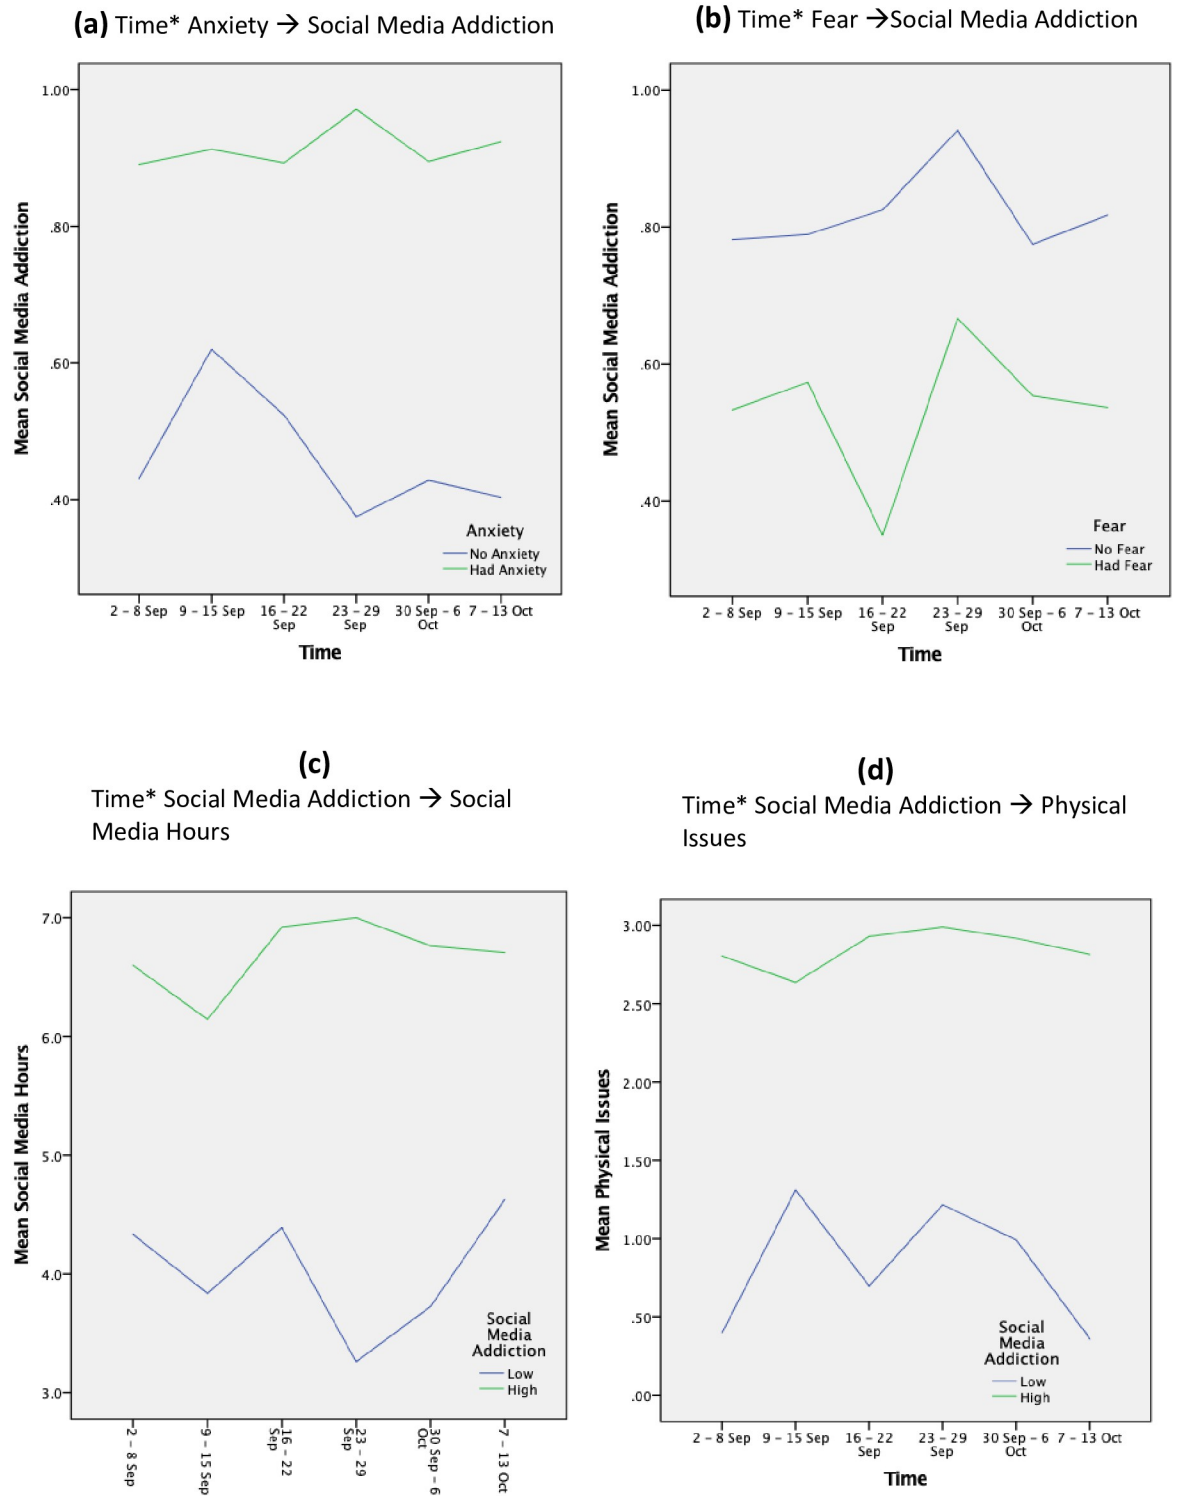 (a) Time* Anxiety → Social Media Addiction
1.00
.80
.60
.40
Mean Social Media Addiction
Anxiety
No Anxiety
Had Anxiety
2 – 8 Sep
9 – 15 Sep
16 – 22
Sep
23 – 29
Sep
30 Sep – 6
Oct
7 – 13 Oct
Time
(b) Time* Fear →Social Media Addiction
1.00
.80
.60
.40
Mean Social Media Addiction
Fear
No Fear
Had Fear
2 – 8 Sep
9 – 15 Sep
16 – 22
Sep
23 – 29
Sep
30 Sep – 6
Oct
7 – 13 Oct
Time
(c)
Time* Social Media Addiction → Social
Media Hours
7.0
6.0
5.0
4.0
3.0
Mean Social Media Hours
Social
Media
Addiction
Low
High
2 – 8 Sep
9 – 15 Sep
16 – 22
Sep
23 – 29
Sep
30 Sep – 6
Oct
7 – 13 Oct
(d)
Time* Social Media Addiction → Physical
Issues
3.00
2.50
2.00
1.50
1.00
.50
.00
Mean Physical Issues
Social
Media
Addiction
Low
High
2 – 8 Sep
9 – 15 Sep
16 – 22
Sep
23 – 29
Sep
30 Sep – 6
Oct
7 – 13 Oct
Time